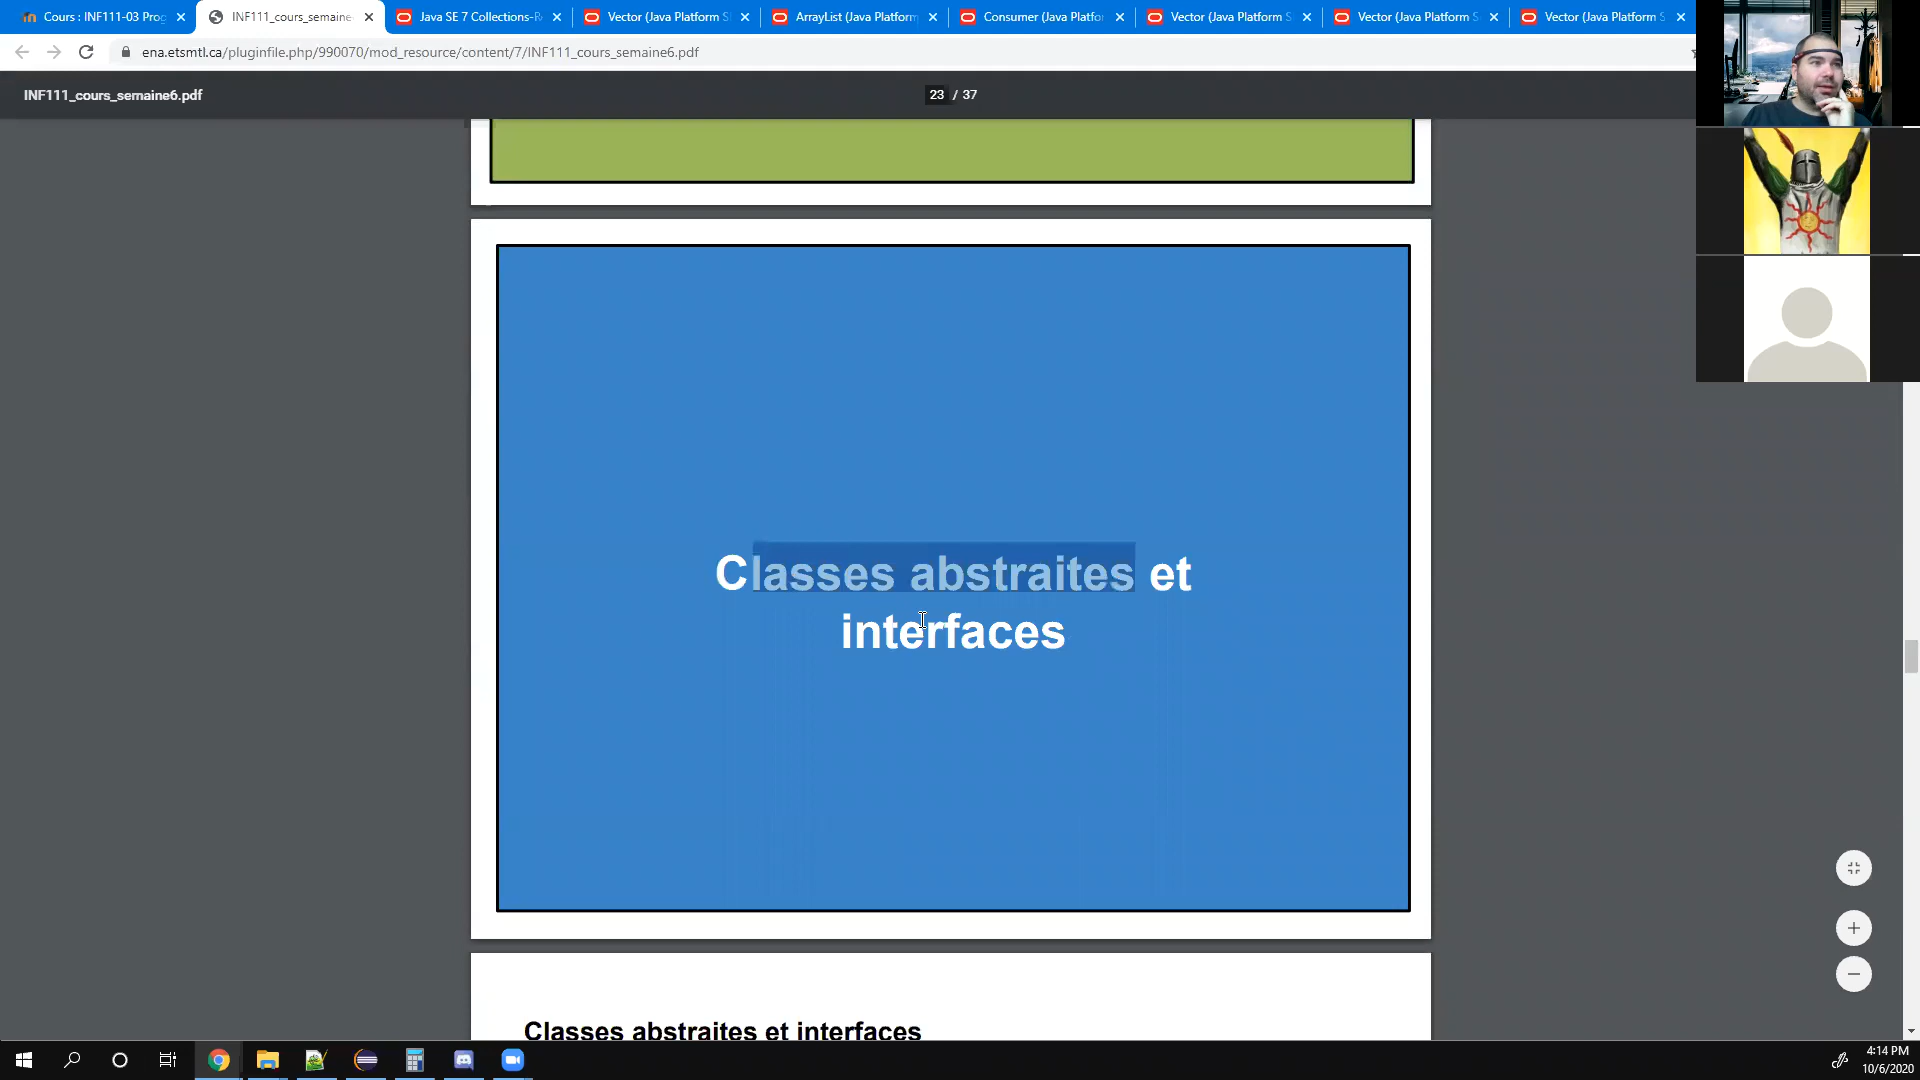 Cours : INF111-03 Prog
INF111_cours_semaine
Java SE 7 Collections-R
Vector (Java Platform S
ArrayList (Java Platform
Consumer (Java Platfo
Vector (Java Platform S
Vector (Java Platform S
Vector (Java Platform S
ena.etsmtl.ca/pluginfile.php/990070/mod_resource/content/7/INF111_cours_semaine6.pdf
INF111_cours_semaine6.pdf
23 / 37
Classes abstraites et
interfaces
Classes abstraites et interfaces
4:14 PM
10/6/2020